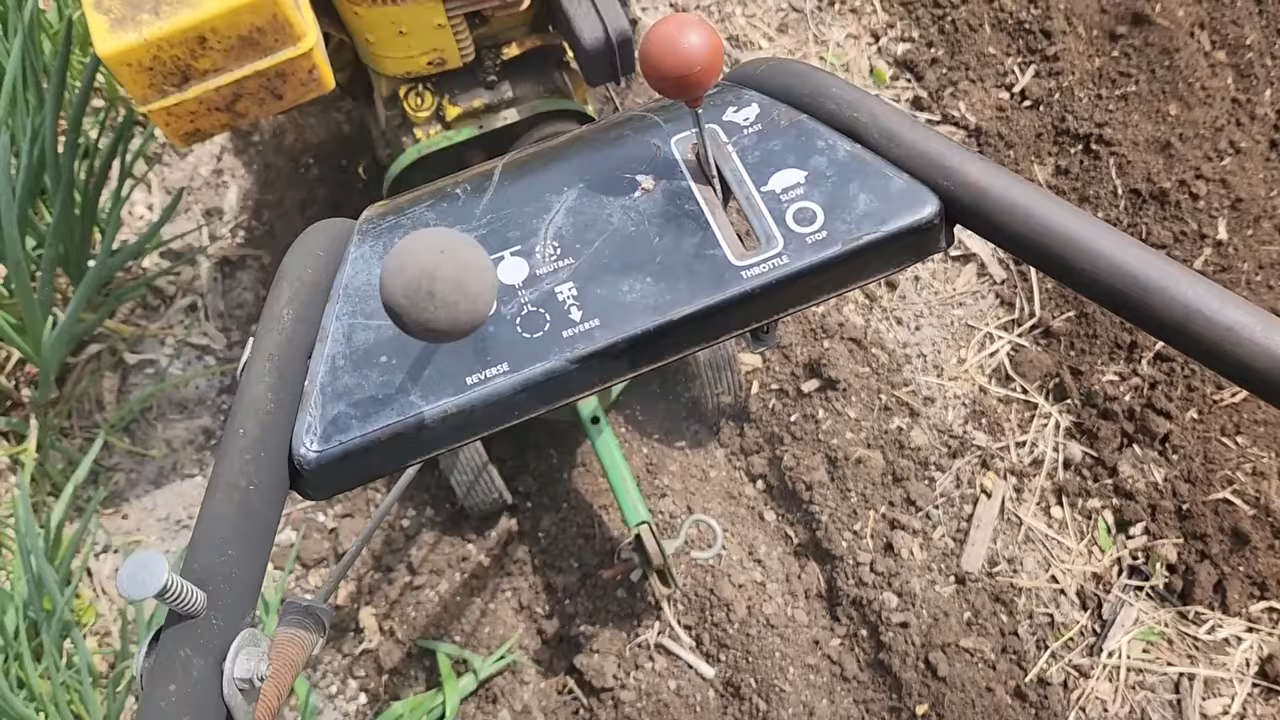 FAST
SLOW
STOP
THROTTLE
N
NEUTRAL
REVERSE
REVERSE